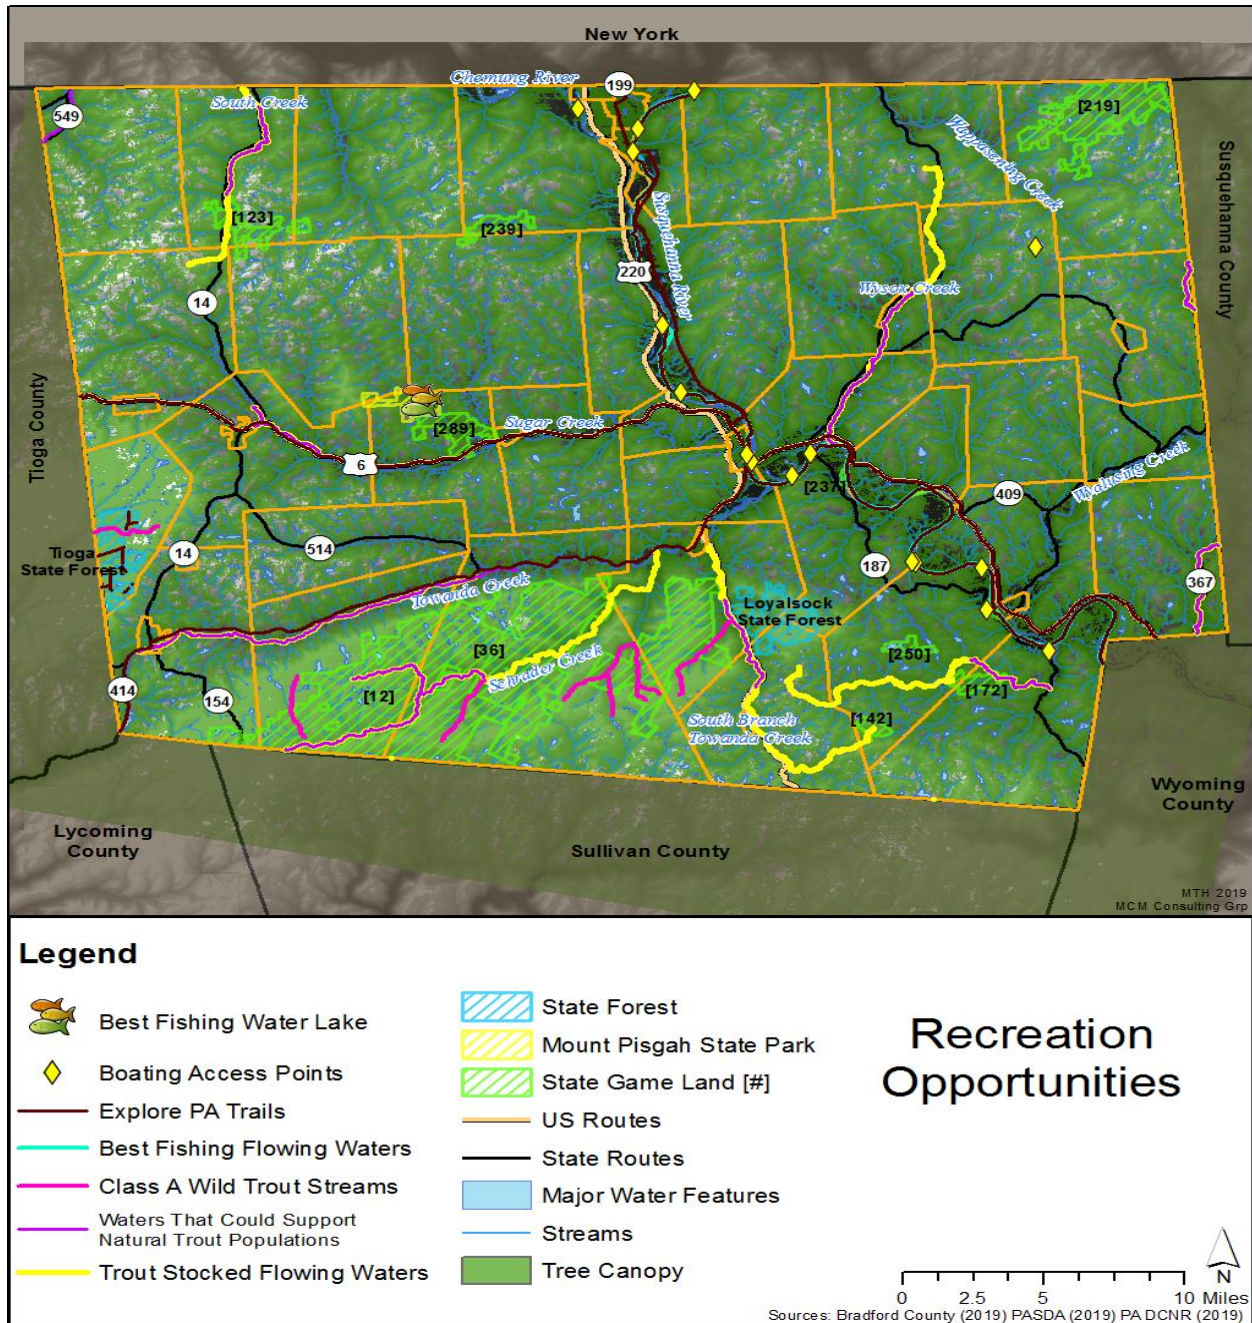 New York
Chemung River
199
549
South Creek
[219]
Wappasening Creek
Susquehanna County
[123]
[239]
Susquehanna River
220
14
Wysox Creek
Tioga County
[289]
Sugar Creek
6
[237]
409
Wyalusing Creek
Tioga
State Forest
14
514
187
367
Towanda Creek
Loyalsock
State Forest
[36]
Schrader Creek
[250]
414
154
[12]
[172]
[142]
South Branch
Towanda Creek
Wyoming
County
Lycoming
County
Sullivan County
MTH 2019
MCM Consulting Grp
Legend
Best Fishing Water Lake
Boating Access Points
Explore PA Trails
Best Fishing Flowing Waters
Class A Wild Trout Streams
Waters That Could Support
Natural Trout Populations
Trout Stocked Flowing Waters
State Forest
Mount Pisgah State Park
State Game Land [#]
US Routes
State Routes
Major Water Features
Streams
Tree Canopy
Recreation
Opportunities
N
0 2.5 5 10
Miles
Sources: Bradford County (2019) PASDA (2019) PA DCNR (2019)